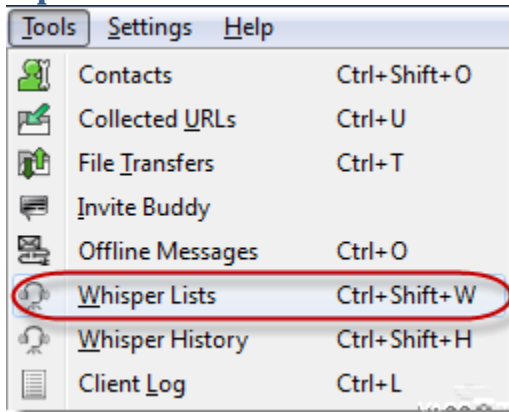 Tools Settings Help
Contacts Ctrl+Shift+O
Collected URLs Ctrl+U
File Transfers Ctrl+T
Invite Buddy
Offline Messages Ctrl+O
Whisper Lists Ctrl+Shift+W
Whisper History Ctrl+Shift+H
Client Log Ctrl+L